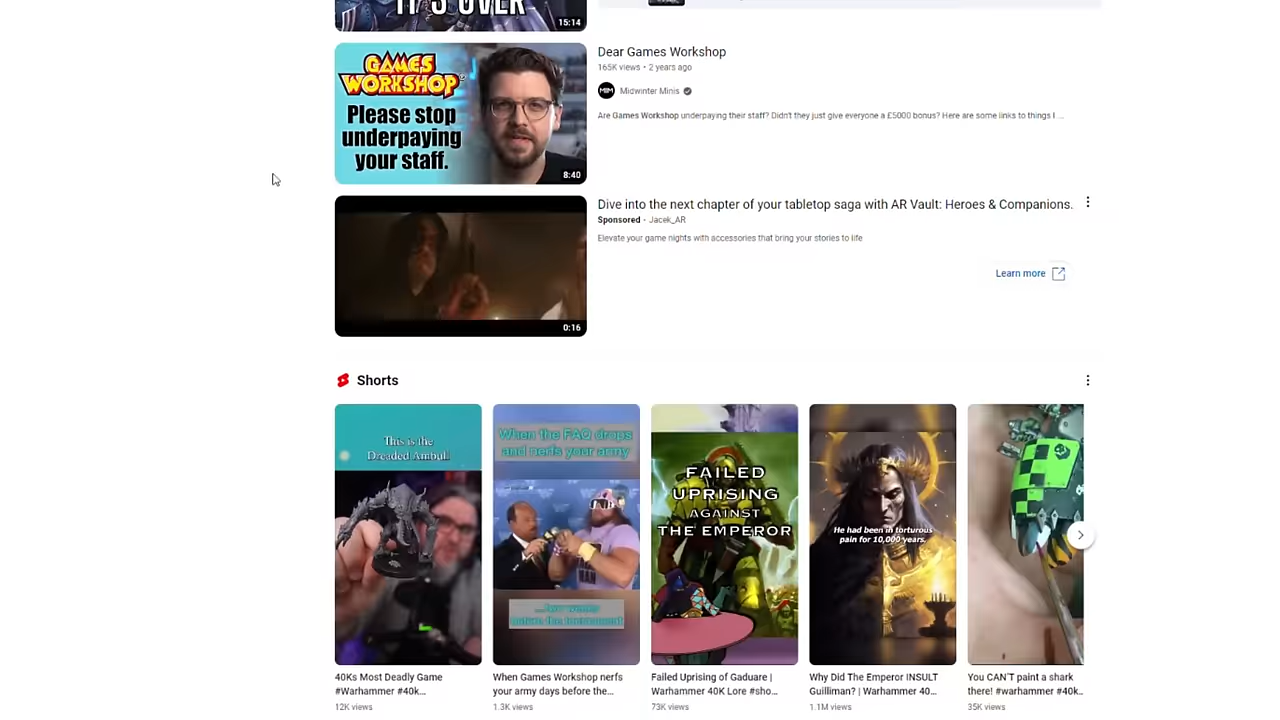 IT'S OVER
15:14
GAMES
WORKSHOP
Please stop
underpaying
your staff.
8:40
Dear Games Workshop
165K views • 2 years ago
MIM
Midwinter Minis
Are Games Workshop underpaying their staff? Didn't they just give everyone a £5000 bonus? Here are some links to things I ...
0:16
Dive into the next chapter of your tabletop saga with AR Vault: Heroes & Companions.
Sponsored • Jacek_AR
Elevate your game nights with accessories that bring your stories to life
Learn more
Shorts
This is the
Dreaded Ambull
When the FAQ drops
and nerfs your army
FAILED
UPRISING
AGAINST
THE EMPEROR
He had been in torturous
pain for 10,000 years.
40Ks Most Deadly Game
#Warhammer #40k...
12K views
When Games Workshop nerfs
your army days before the...
1.3K views
Failed Uprising of Gaduare |
Warhammer 40K Lore #sho...
73K views
Why Did The Emperor INSULT
Guilliman? | Warhammer 40...
1.1M views
You CAN'T paint a shark
there! #warhammer #40k...
35K views